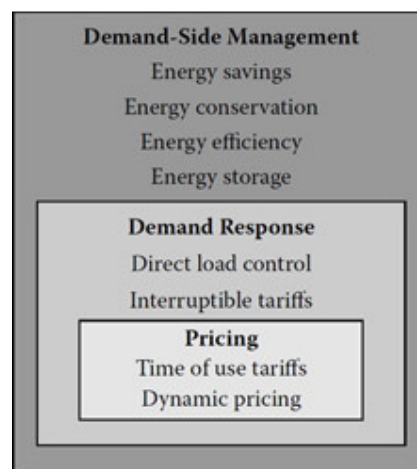 Demand-Side Management
Energy savings
Energy conservation
Energy efficiency
Energy storage
Demand Response
Direct load control
Interruptible tariffs
Pricing
Time of use tariffs
Dynamic pricing